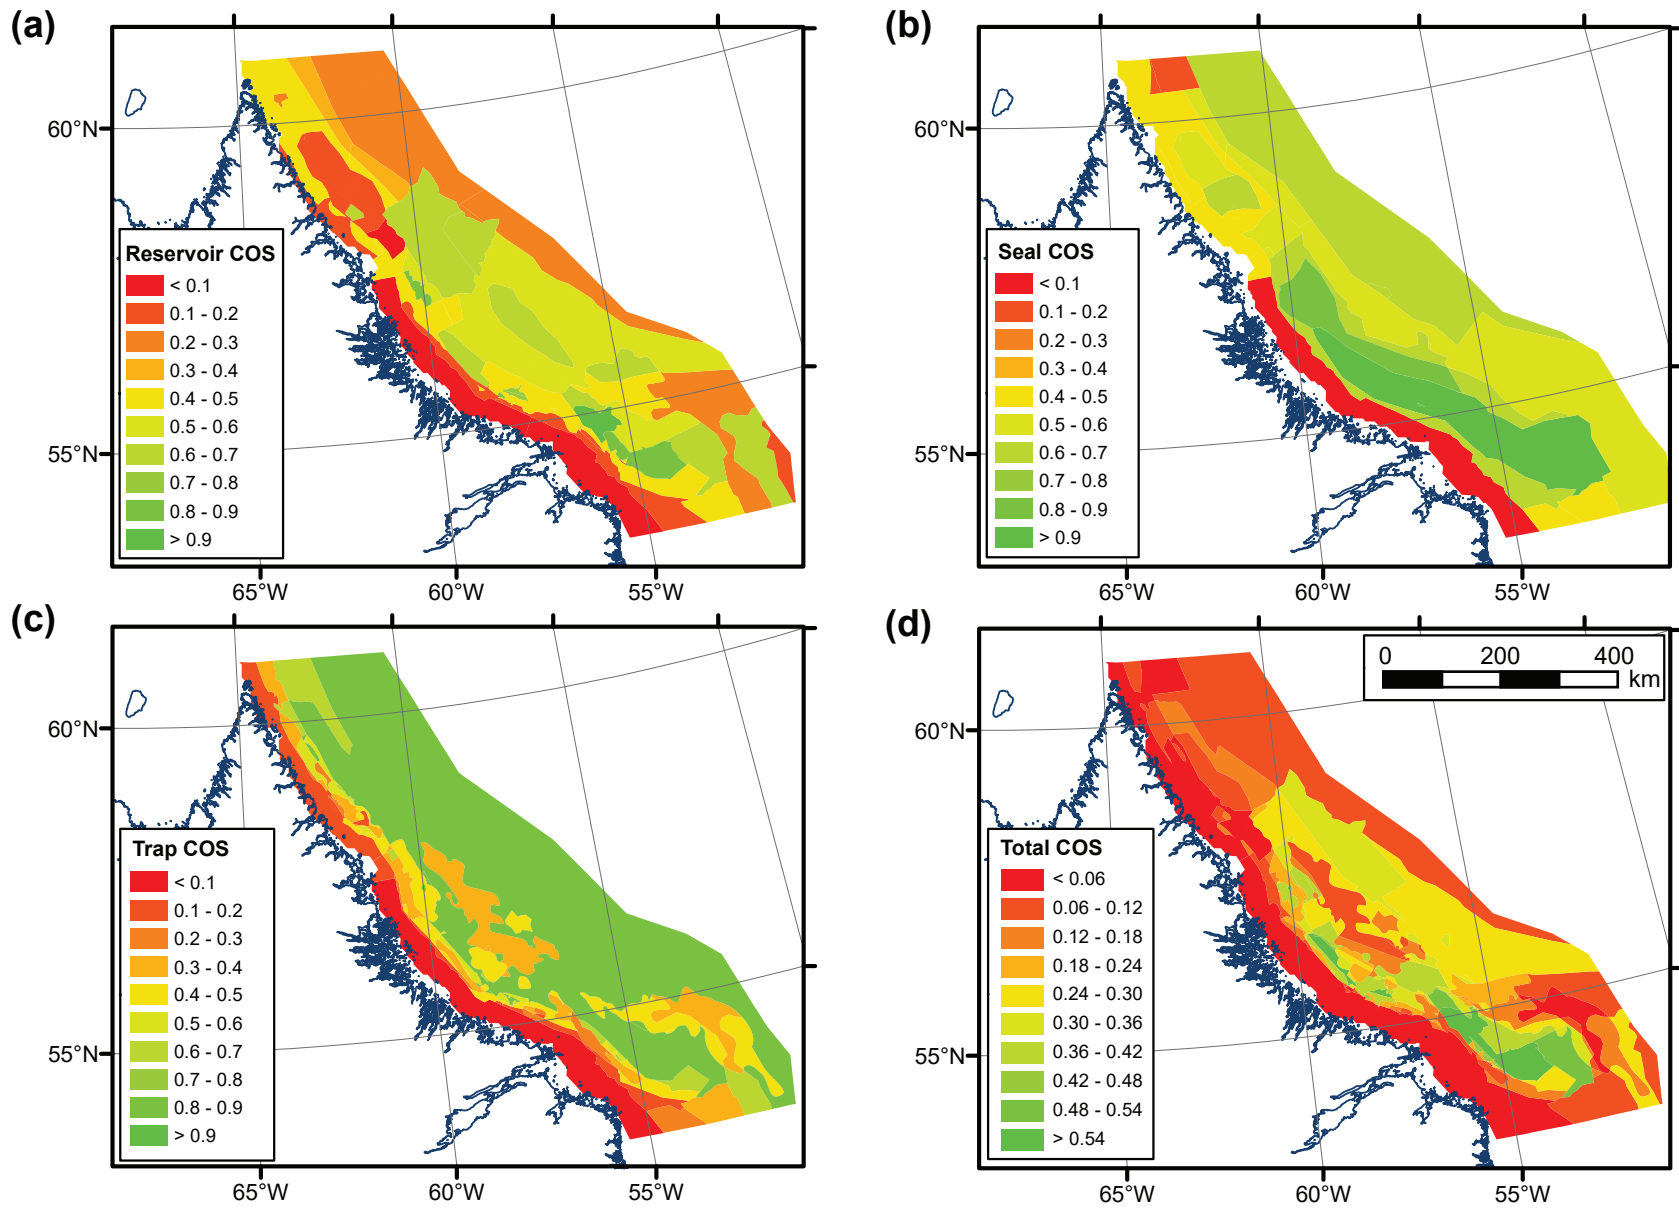 (a)
60°N
55°N
Reservoir COS
< 0.1
0.1 - 0.2
0.2 - 0.3
0.3 - 0.4
0.4 - 0.5
0.5 - 0.6
0.6 - 0.7
0.7 - 0.8
0.8 - 0.9
> 0.9
65°W 60°W 55°W
(b)
60°N
55°N
Seal COS
< 0.1
0.1 - 0.2
0.2 - 0.3
0.3 - 0.4
0.4 - 0.5
0.5 - 0.6
0.6 - 0.7
0.7 - 0.8
0.8 - 0.9
> 0.9
65°W 60°W 55°W
(c)
60°N
55°N
Trap COS
< 0.1
0.1 - 0.2
0.2 - 0.3
0.3 - 0.4
0.4 - 0.5
0.5 - 0.6
0.6 - 0.7
0.7 - 0.8
0.8 - 0.9
> 0.9
65°W 60°W 55°W
(d)
0 200 400
km
60°N
55°N
Total COS
< 0.06
0.06 - 0.12
0.12 - 0.18
0.18 - 0.24
0.24 - 0.30
0.30 - 0.36
0.36 - 0.42
0.42 - 0.48
0.48 - 0.54
> 0.54
65°W 60°W 55°W